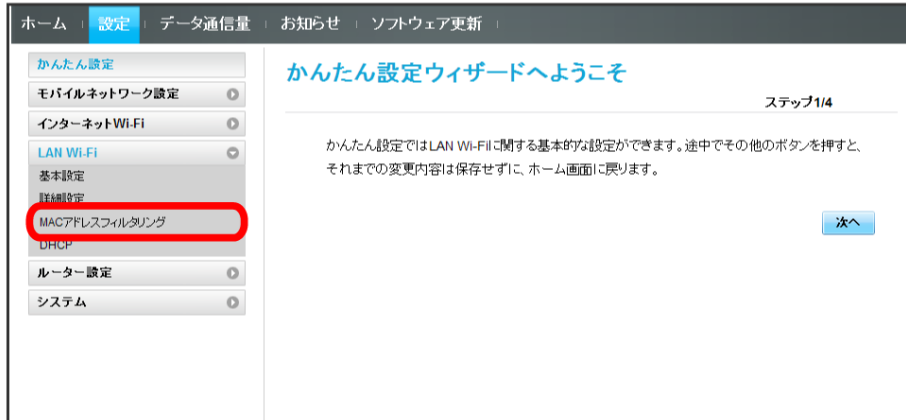 ホーム 設定 データ通信量 お知らせ ソフトウェア更新
かんたん設定
モバイルネットワーク設定
インターネットWi-Fi
LAN Wi-Fi
基本設定
詳細設定
MACアドレスフィルタリング
DHCP
ルーター設定
システム
かんたん設定ウィザードへようこそ
ステップ1/4
かんたん設定ではLAN Wi-Fiに関する基本的な設定ができます。途中でその他のボタンを押すと、
それまでの変更内容は保存せずに、ホーム画面に戻ります。
次へ